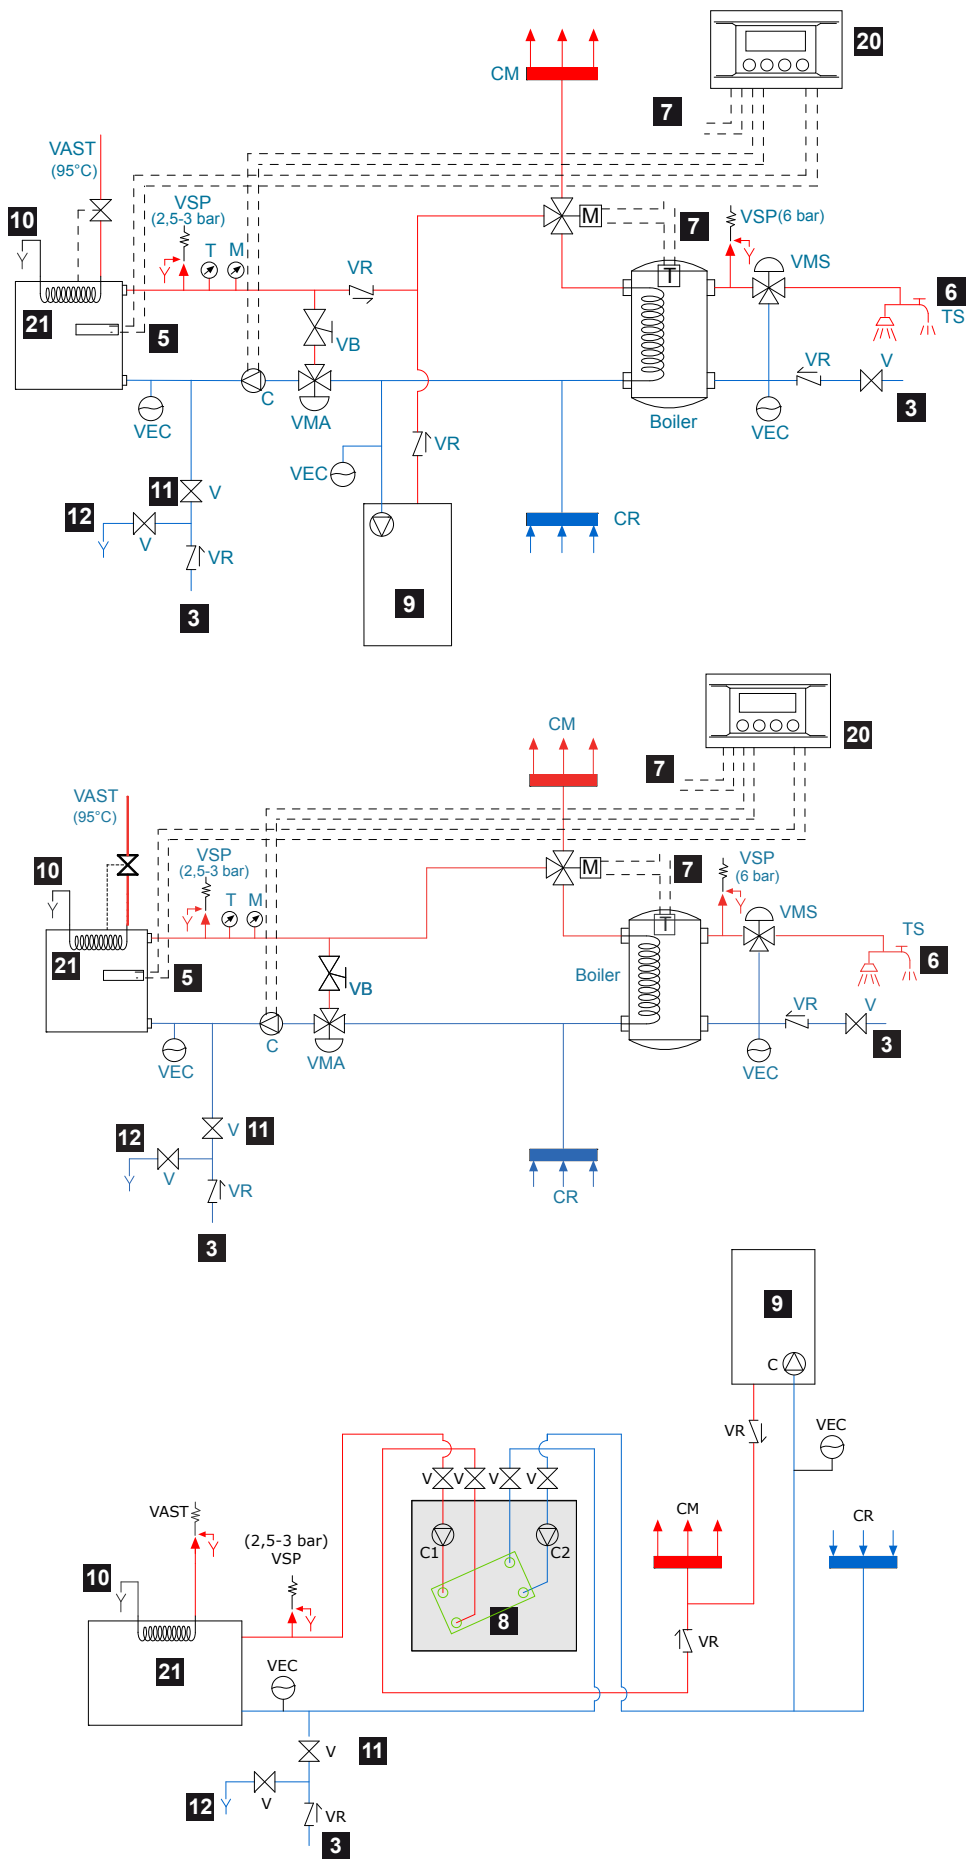 20
CM
7
VAST
(95°C)
VSP
(2,5-3 bar)
10
M
7
VSP (6 bar)
T
M
VR
VMS
T
6
TS
21
5
VB
VR
V
C
VMA
Boiler
3
VEC
VEC
VR
VEC
11
V
12
V
VR
CR
3
9
20
CM
7
VAST
(95°C)
VSP
(2,5-3 bar)
10
M
7
VSP
(6 bar)
T
M
VMS
T
TS
21
5
Boiler
6
VB
VR
V
C
VMA
3
VEC
VEC
12
V
11
V
VR
CR
3
9
C
VR
VEC
V
V
V
V
VAST
(2,5-3 bar)
VSP
CM
CR
C1
C2
10
8
VR
21
VEC
V
11
12
V
VR
3